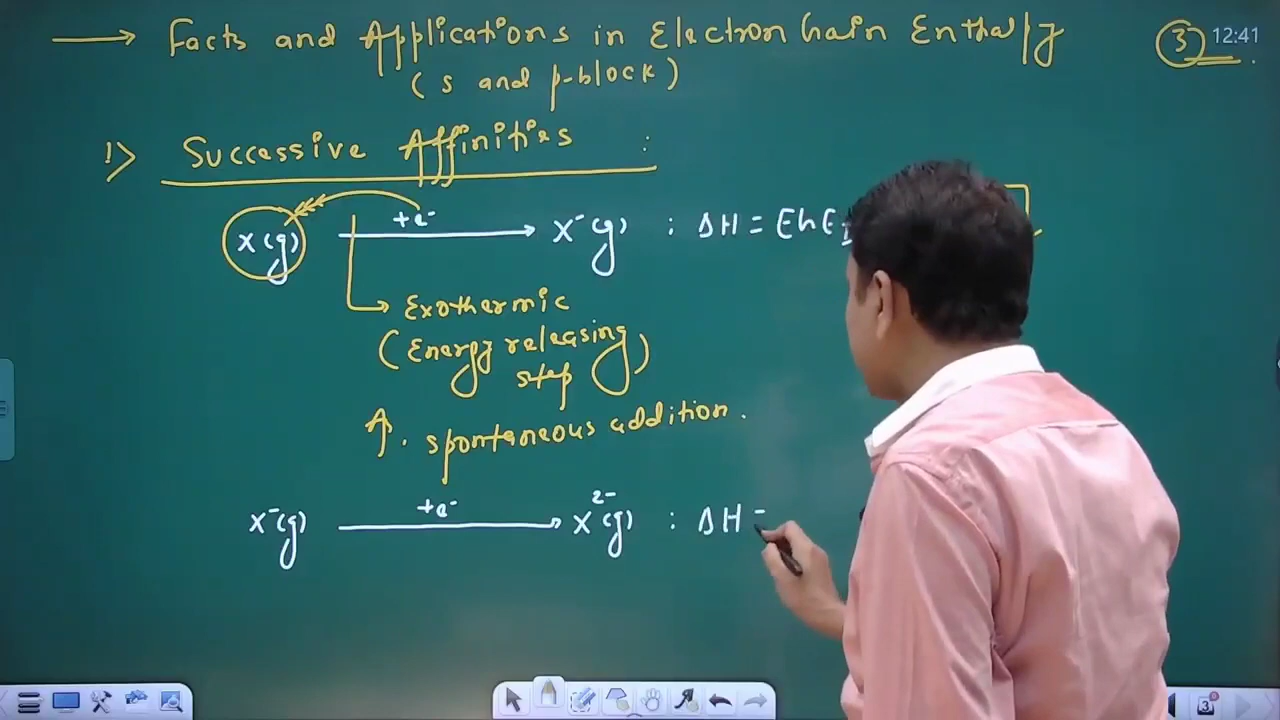 → Facts and Applications in Electron Gain Enthalpy ③ 12:41
(s and p-block)
1) Successive Affinities :
X(g) +e⁻ → X⁻(g) : ΔH =
Exothermic
(Energy releasing
step)
↑. spontaneous addition.
X⁻(g) +e⁻ → X²⁻(g) : ΔH =
3